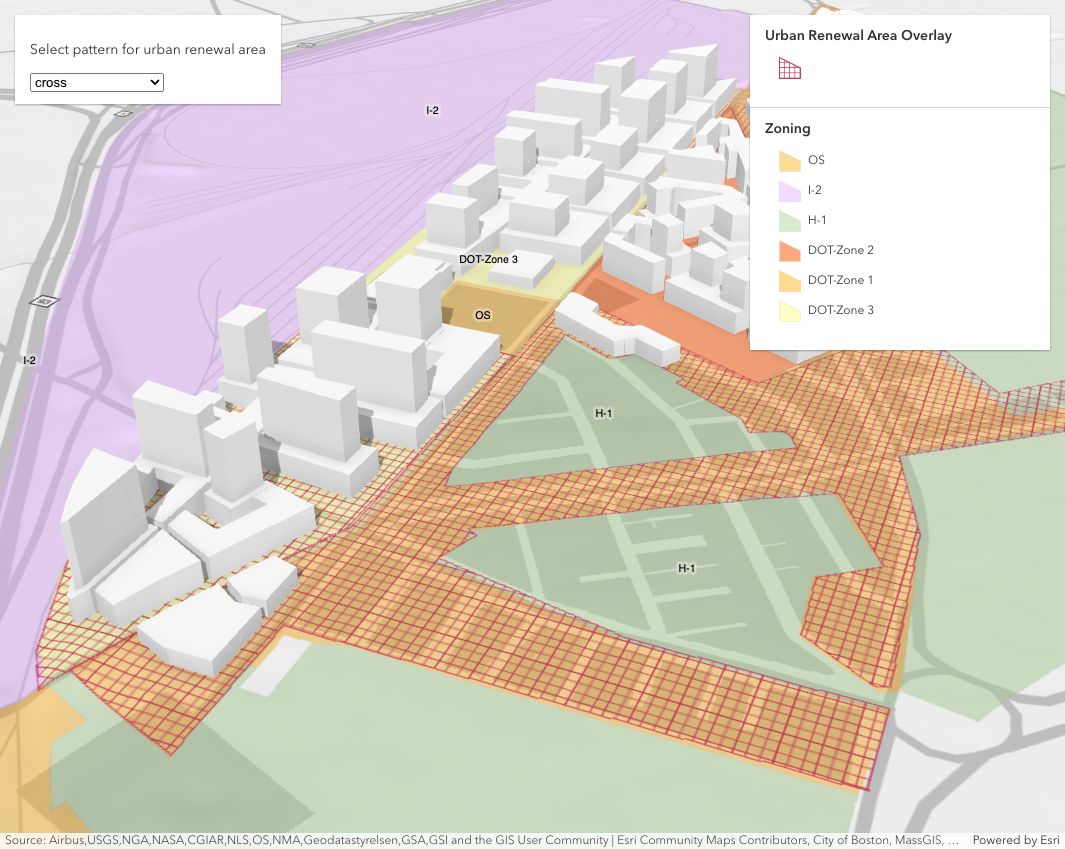 Select pattern for urban renewal area
cross
Urban Renewal Area Overlay
Zoning
OS
I-2
H-1
DOT-Zone 2
DOT-Zone 1
DOT-Zone 3
I-2
DOT-Zone 3
93
OS
I-2
H-1
H-1
Source: Airbus,USGS,NGA,NASA,CGIAR,NLS,OS,NMA,Geodatastyrelsen,GSA,GSI and the GIS User Community | Esri Community Maps Contributors, City of Boston, MassGIS, …
Powered by Esri